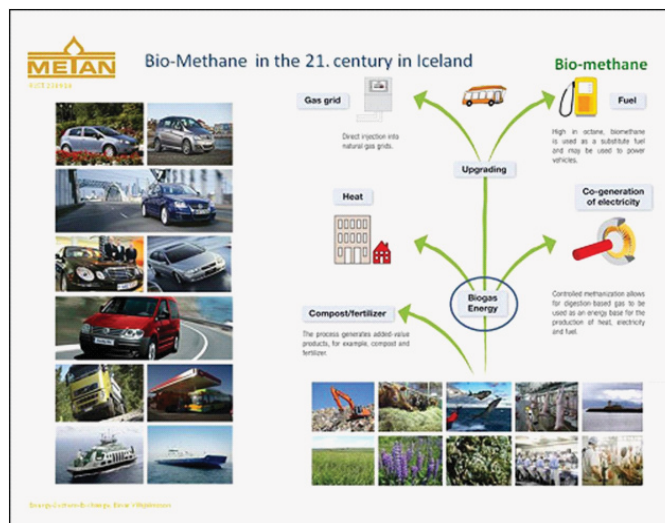 METAN
Bio-Methane in the 21. century in Iceland
Bio-methane
Gas grid
Direct injection into
natural gas grids.
Fuel
High in octane, biomethane
is used as a substitute fuel
and may be used to power
vehicles.
Upgrading
Heat
Co-generation
of electricity
Biogas
Energy
Controlled methanization allows
for digestion-based gas to be
used as an energy base for the
production of heat, electricity
and fuel.
Compost/fertilizer
The process generates added-value
products, for example, compost and
fertilizer.